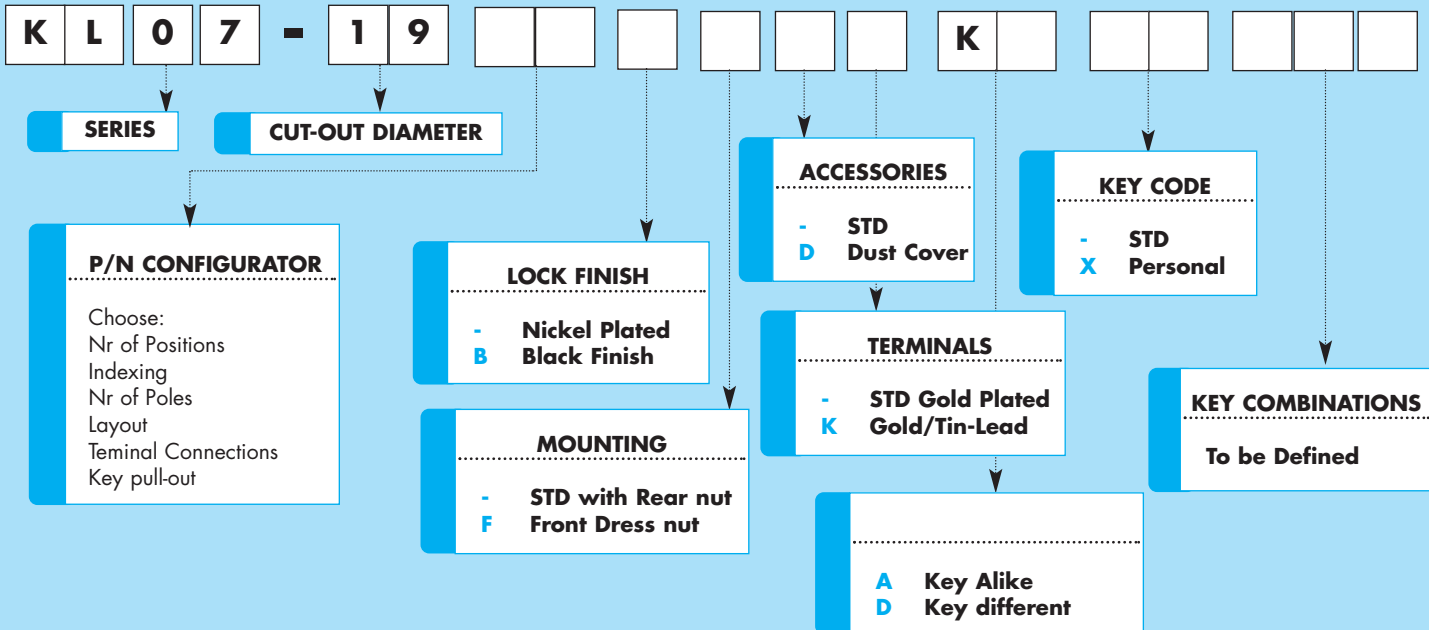 K L 0 7 - 1 9 K
SERIES
CUT-OUT DIAMETER
P/N CONFIGURATOR
Choose:
Nr of Positions
Indexing
Nr of Poles
Layout
Teminal Connections
Key pull-out
LOCK FINISH
- Nickel Plated
B Black Finish
MOUNTING
- STD with Rear nut
F Front Dress nut
ACCESSORIES
- STD
D Dust Cover
TERMINALS
- STD Gold Plated
K Gold/Tin-Lead
A Key Alike
D Key different
KEY CODE
- STD
X Personal
KEY COMBINATIONS
To be Defined